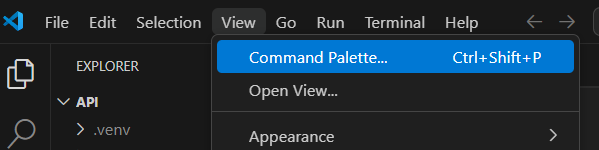 File Edit Selection View Go Run Terminal Help
EXPLORER
Command Palette... Ctrl+Shift+P
Open View...
API
.venv
Appearance